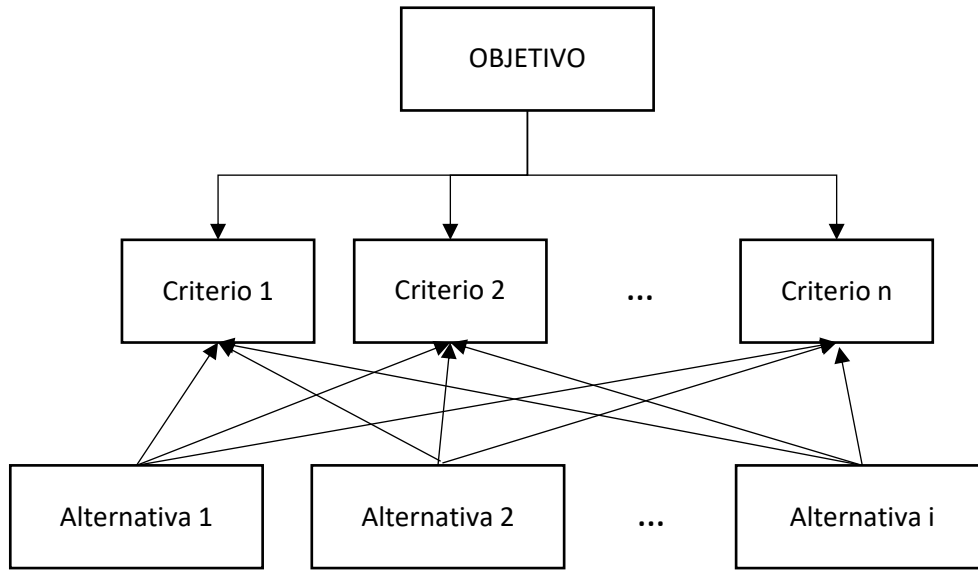 OBJETIVO
Criterio 1
Criterio 2
...
Criterio n
Alternativa 1
Alternativa 2
...
Alternativa i